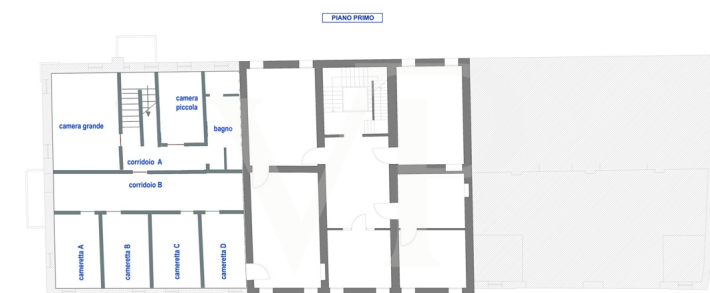 PIANO PRIMO
camera grande
camera
piccola
bagno
corridoio A
corridoio B
cameretta A
cameretta B
cameretta C
cameretta D